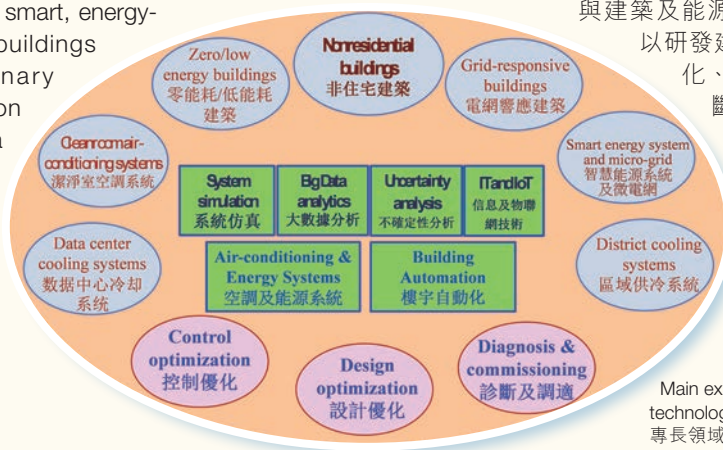 smart, energy-
buildings
nary
on
a
與建築及能源
以研發建
化、
斷
Nonresidential
buildings
非住宅建築
Zero/low
energy buildings
零能耗/低能耗
建築
Grid-responsive
buildings
電網響應建築
Cleanroom air-
conditioning systems
潔淨室空調系統
Smart energy system
and micro-grid
智慧能源系統
及微電網
Data center
cooling systems
数据中心冷却
系统
District cooling
systems
區域供冷系統
System
simulation
系統仿真
Big Data
analytics
大數據分析
Uncertainty
analysis
不確定性分析
IT and IoT
信息及物聯
網技術
Air-conditioning &
Energy Systems
空調及能源系統
Building
Automation
樓宇自動化
Control
optimization
控制優化
Design
optimization
設計優化
Diagnosis &
commissioning
診斷及調適
Main ex
technolog
專長領域